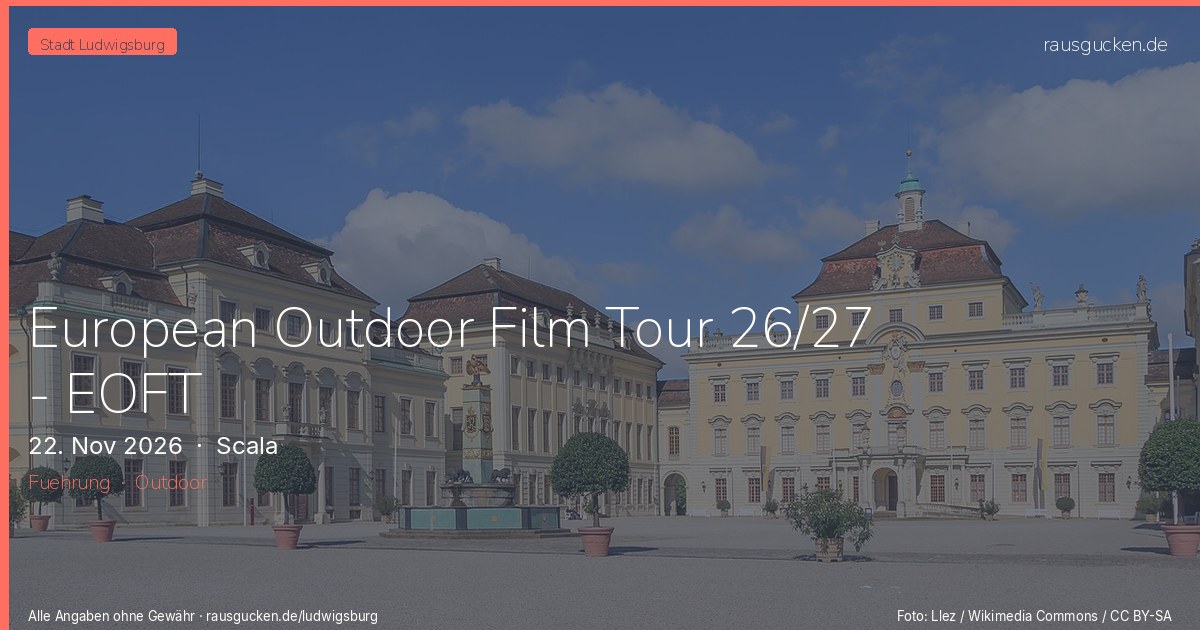 Stadt Ludwigsburg
rausgucken.de
European Outdoor Film Tour 26/27
- EOFT
22. Nov 2026 · Scala
Fuehrung · Outdoor
Alle Angaben ohne Gewähr · rausgucken.de/ludwigsburg
Foto: Llez / Wikimedia Commons / CC BY-SA